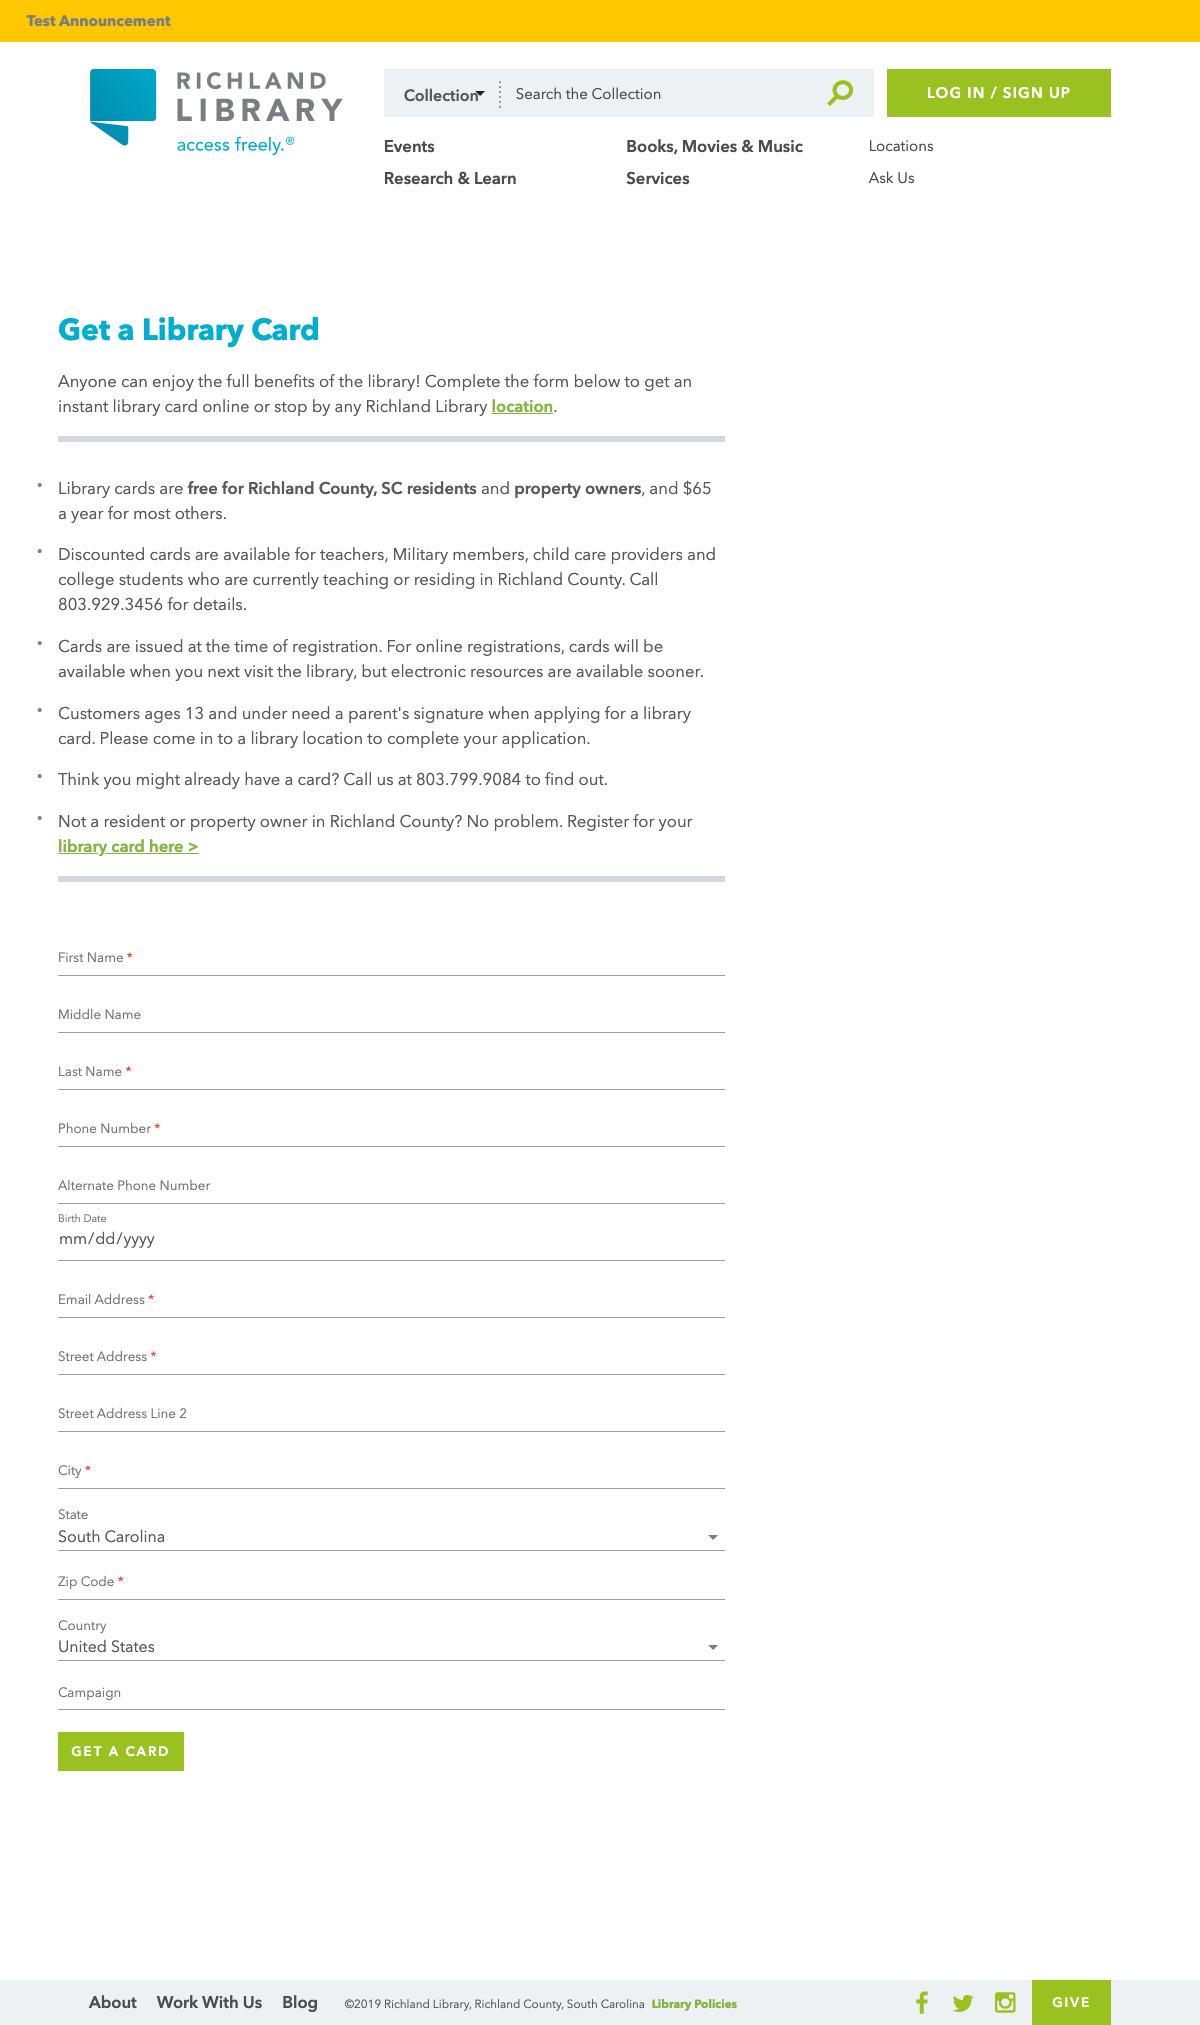 Test Announcement
RICHLAND
LIBRARY
access freely.®
Collection
Search the Collection
LOG IN / SIGN UP
Events
Books, Movies & Music
Locations
Research & Learn
Services
Ask Us
Get a Library Card
Anyone can enjoy the full benefits of the library! Complete the form below to get an
instant library card online or stop by any Richland Library location.
• Library cards are free for Richland County, SC residents and property owners, and $65
a year for most others.
• Discounted cards are available for teachers, Military members, child care providers and
college students who are currently teaching or residing in Richland County. Call
803.929.3456 for details.
• Cards are issued at the time of registration. For online registrations, cards will be
available when you next visit the library, but electronic resources are available sooner.
• Customers ages 13 and under need a parent's signature when applying for a library
card. Please come in to a library location to complete your application.
• Think you might already have a card? Call us at 803.799.9084 to find out.
• Not a resident or property owner in Richland County? No problem. Register for your
library card here >
First Name *
Middle Name
Last Name *
Phone Number *
Alternate Phone Number
Birth Date
mm/dd/yyyy
Email Address *
Street Address *
Street Address Line 2
City *
State
South Carolina
Zip Code *
Country
United States
Campaign
GET A CARD
About
Work With Us
Blog
©2019 Richland Library, Richland County, South Carolina Library Policies
GIVE